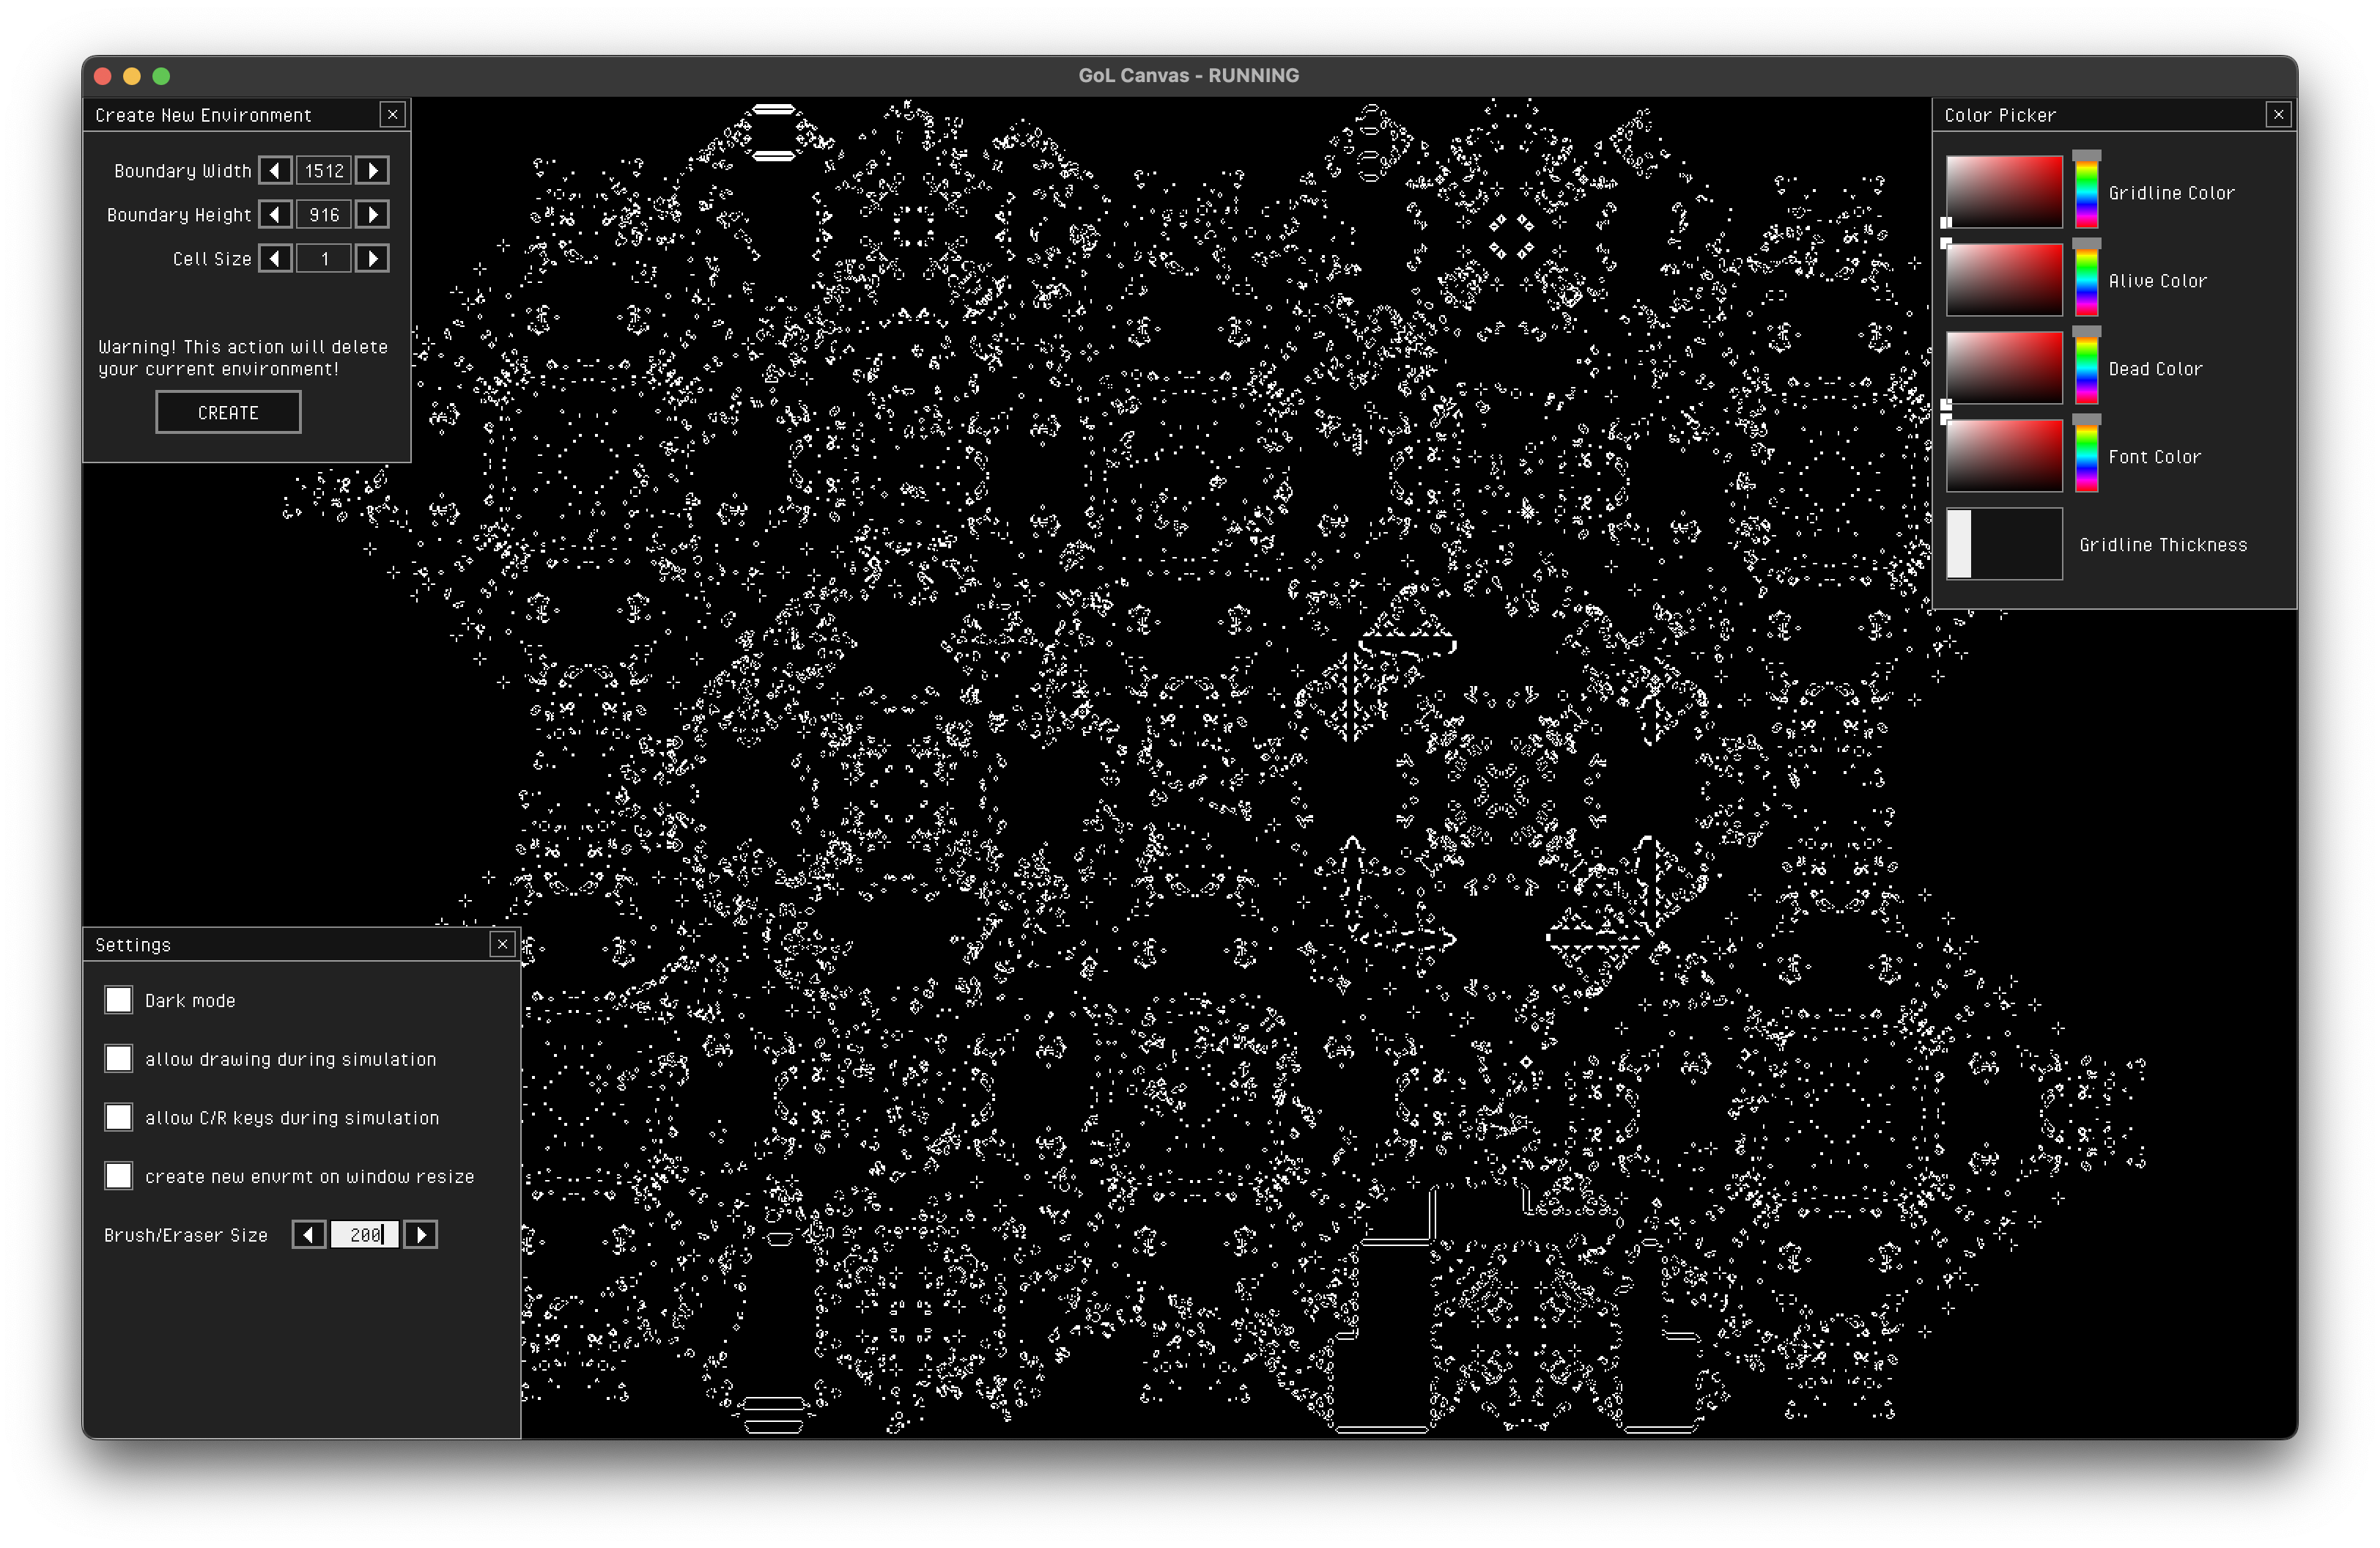 GoL Canvas - RUNNING
Create New Environment
Boundary Width 1512
Boundary Height 916
Cell Size 1
Warning! This action will delete
your current environment!
CREATE
Color Picker
Gridline Color
Alive Color
Dead Color
Font Color
Gridline Thickness
Settings
Dark mode
allow drawing during simulation
allow C/R keys during simulation
create new envrmt on window resize
Brush/Eraser Size 200